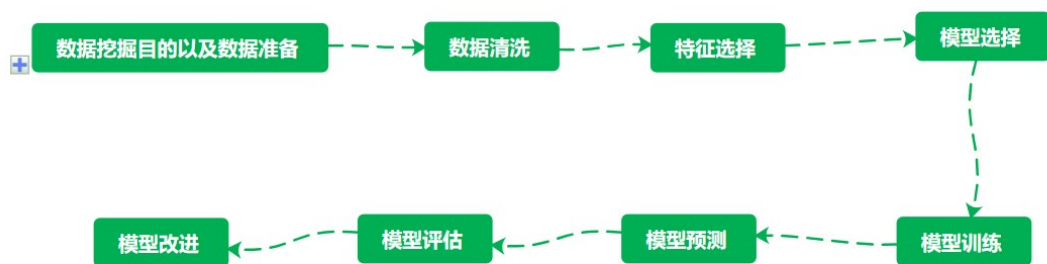 数据挖掘目的以及数据准备
数据清洗
特征选择
模型选择
模型训练
模型预测
模型评估
模型改进